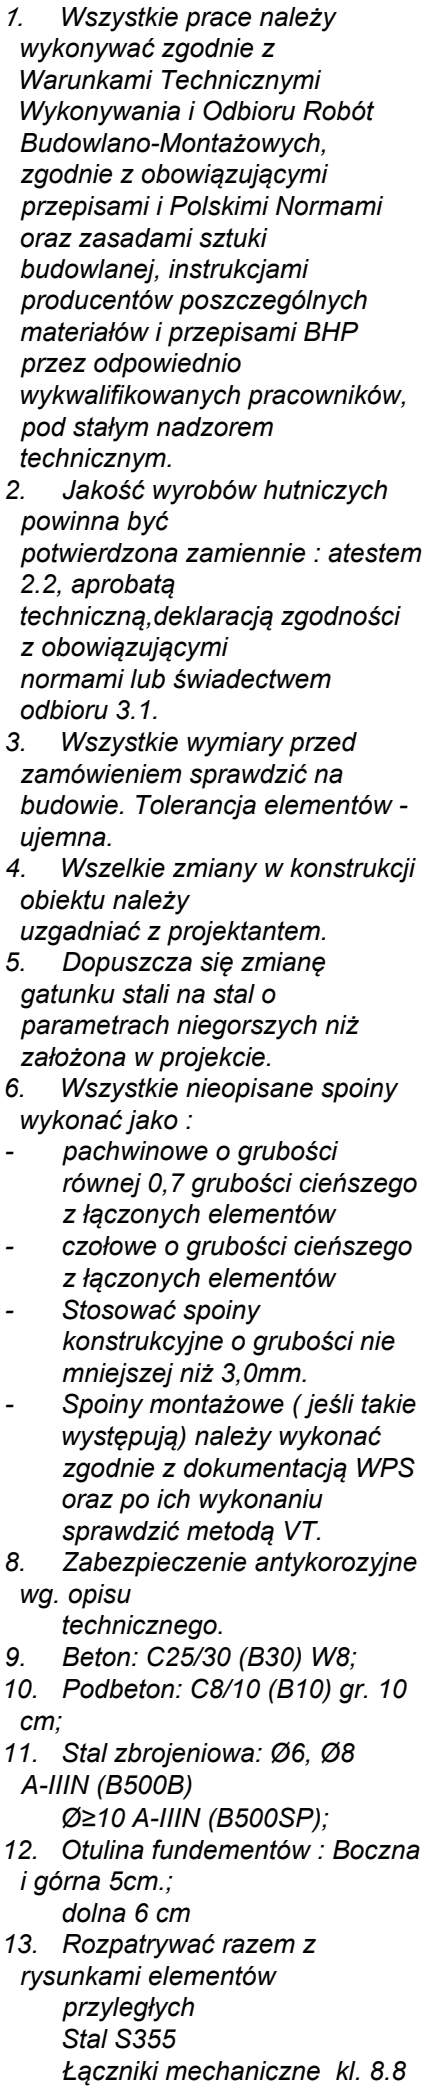 1. Wszystkie prace należy
wykonywać zgodnie z
Warunkami Technicznymi
Wykonywania i Odbioru Robót
Budowlano-Montażowych,
zgodnie z obowiązującymi
przepisami i Polskimi Normami
oraz zasadami sztuki
budowlanej, instrukcjami
producentów poszczególnych
materiałów i przepisami BHP
przez odpowiednio
wykwalifikowanych pracowników,
pod stałym nadzorem
technicznym.
2. Jakość wyrobów hutniczych
powinna być
potwierdzona zamiennie : atestem
2.2, aprobatą
techniczną,deklaracją zgodności
z obowiązującymi
normami lub świadectwem
odbioru 3.1.
3. Wszystkie wymiary przed
zamówieniem sprawdzić na
budowie. Tolerancja elementów -
ujemna.
4. Wszelkie zmiany w konstrukcji
obiektu należy
uzgadniać z projektantem.
5. Dopuszcza się zmianę
gatunku stali na stal o
parametrach niegorszych niż
założona w projekcie.
6. Wszystkie nieopisane spoiny
wykonać jako :
- pachwinowe o grubości
równej 0,7 grubości cieńszego
z łączonych elementów
- czołowe o grubości cieńszego
z łączonych elementów
- Stosować spoiny
konstrukcyjne o grubości nie
mniejszej niż 3,0mm.
- Spoiny montażowe ( jeśli takie
występują) należy wykonać
zgodnie z dokumentacją WPS
oraz po ich wykonaniu
sprawdzić metodą VT.
8. Zabezpieczenie antykorozyjne
wg. opisu
technicznego.
9. Beton: C25/30 (B30) W8;
10. Podbeton: C8/10 (B10) gr. 10
cm;
11. Stal zbrojeniowa: Ø6, Ø8
A-IIIN (B500B)
Ø≥10 A-IIIN (B500SP);
12. Otulina fundementów : Boczna
i górna 5cm.;
dolna 6 cm
13. Rozpatrywać razem z
rysunkami elementów
przyległych
Stal S355
Łączniki mechaniczne kl. 8.8